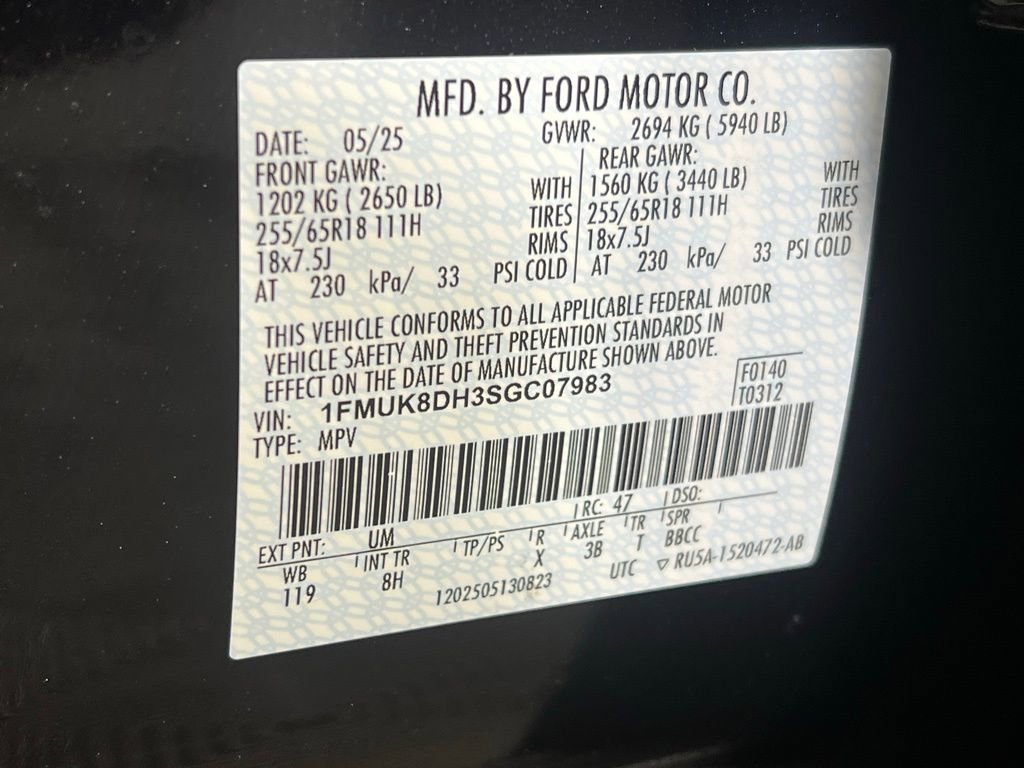 MFD. BY FORD MOTOR CO.
DATE: 05/25 GVWR: 2694 KG ( 5940 LB)
FRONT GAWR: REAR GAWR:
1202 KG ( 2650 LB) WITH 1560 KG ( 3440 LB) WITH
255/65R18 111H TIRES 255/65R18 111H TIRES
18x7.5J RIMS 18x7.5J RIMS
AT 230 kPa/ 33 PSI COLD AT 230 kPa/ 33 PSI COLD
THIS VEHICLE CONFORMS TO ALL APPLICABLE FEDERAL MOTOR
VEHICLE SAFETY AND THEFT PREVENTION STANDARDS IN
EFFECT ON THE DATE OF MANUFACTURE SHOWN ABOVE.
VIN: 1FMUK8DH3SGC07983 F0140
TYPE: MPV T0312
EXT PNT: UM RC: 47 DSO:
WB INT TR TP/PS R AXLE TR SPR
119 8H X 3B T BBCC
1202505130823 UTC ▽ RU5A-1520472-AB